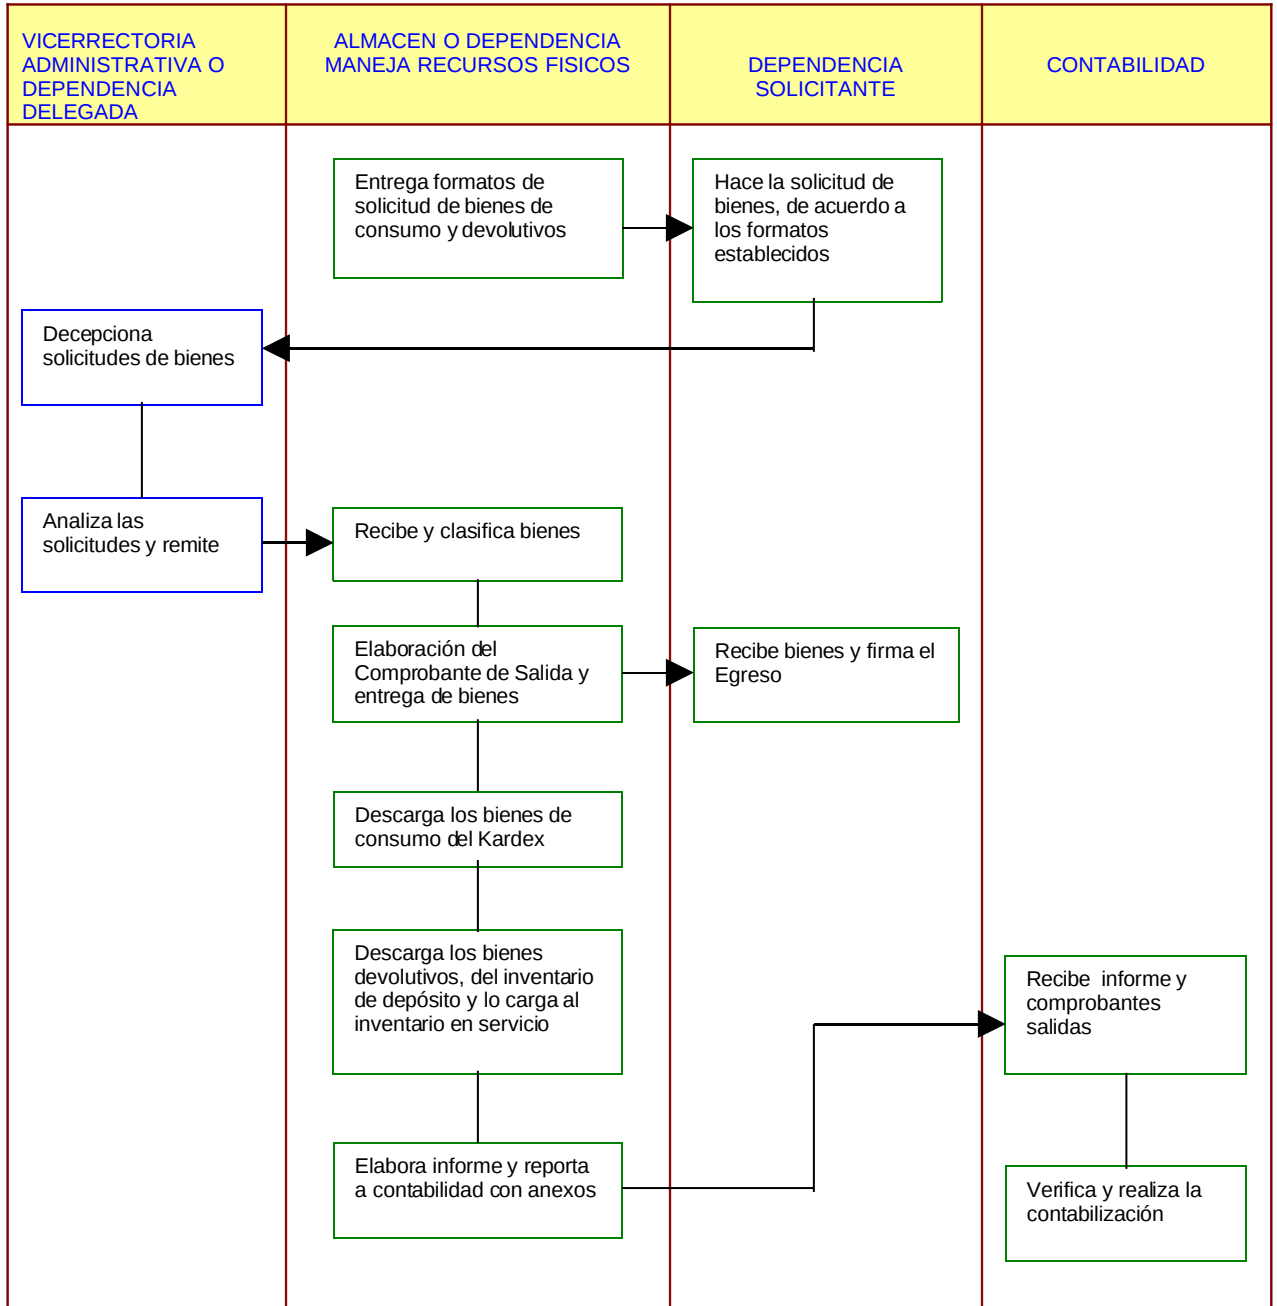 VICERRECTORIA
ADMINISTRATIVA O
DEPENDENCIA
DELEGADA
ALMACEN O DEPENDENCIA
MANEJA RECURSOS FISICOS
DEPENDENCIA
SOLICITANTE
CONTABILIDAD
Entrega formatos de
solicitud de bienes de
consumo y devolutivos
Hace la solicitud de
bienes, de acuerdo a
los formatos
establecidos
Decepciona
solicitudes de bienes
Analiza las
solicitudes y remite
Recibe y clasifica bienes
Elaboración del
Comprobante de Salida y
entrega de bienes
Recibe bienes y firma el
Egreso
Descarga los bienes de
consumo del Kardex
Descarga los bienes
devolutivos, del inventario
de depósito y lo carga al
inventario en servicio
Recibe informe y
comprobantes
salidas
Elabora informe y reporta
a contabilidad con anexos
Verifica y realiza la
contabilización